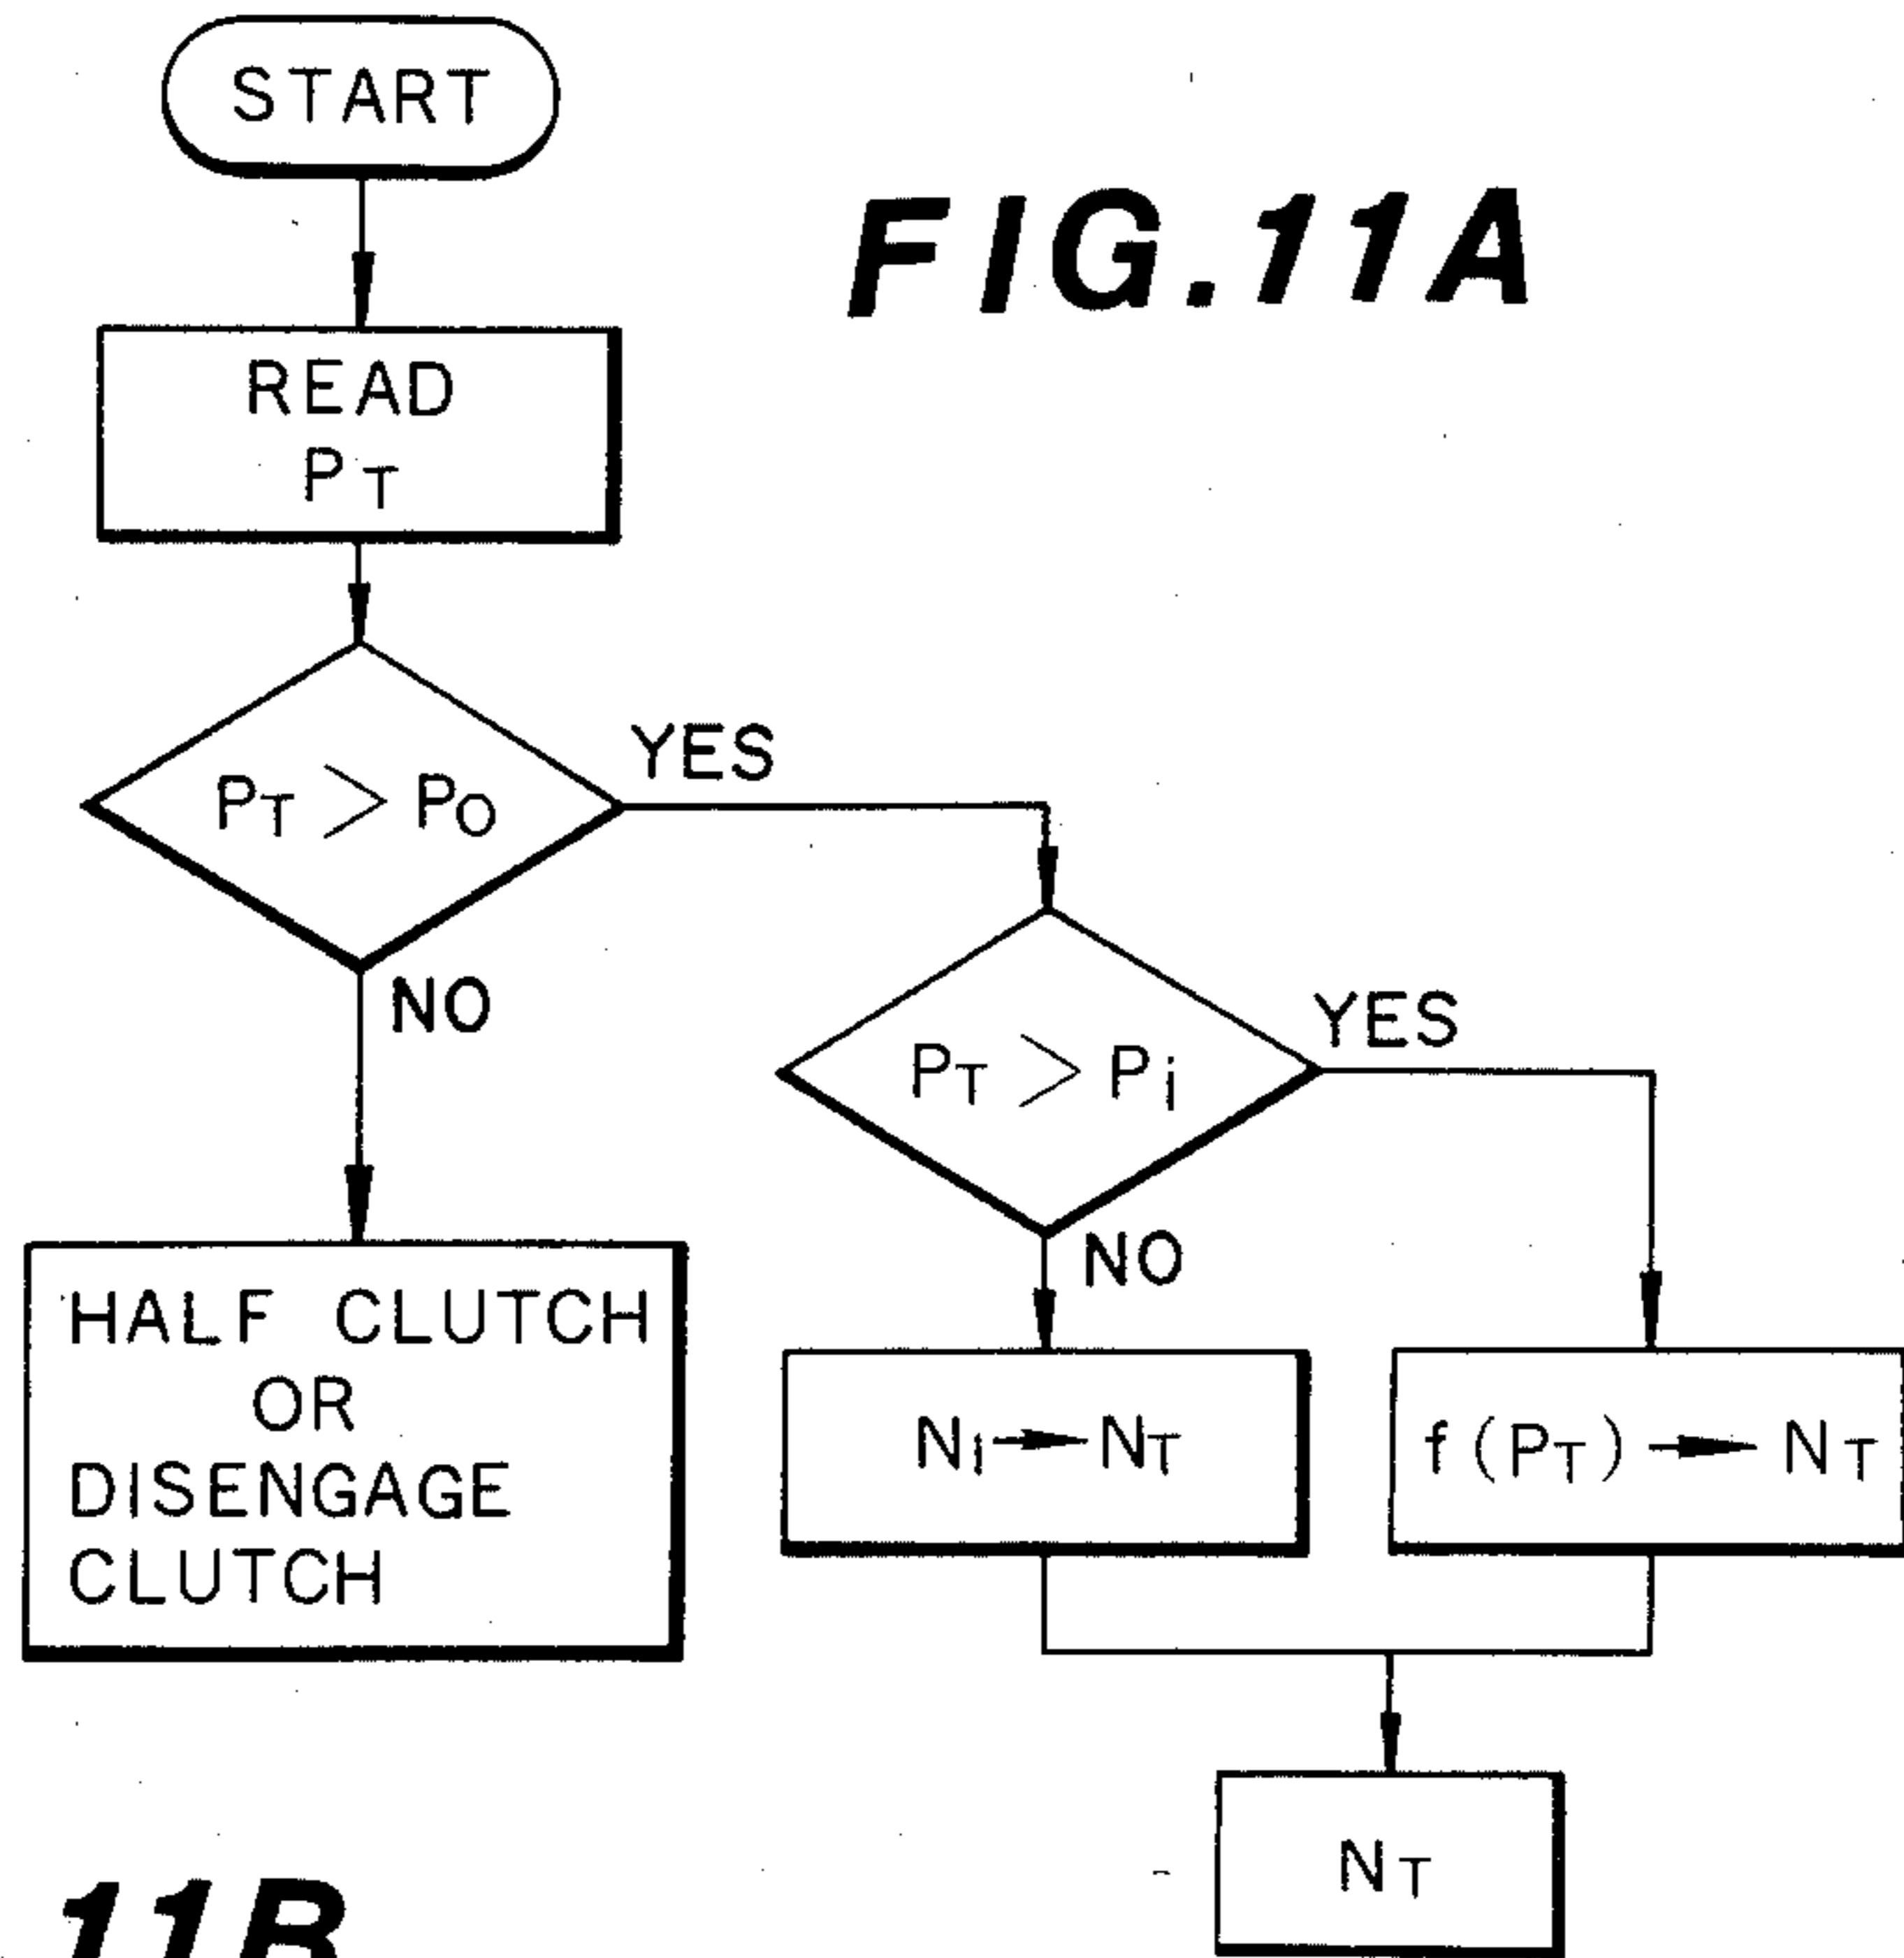 START
FIG.11A
READ
PT
PT > PO
YES
NO
PT > Pi
YES
NO
HALF CLUTCH
OR
DISENGAGE
CLUTCH
N1 → NT
f(PT) → NT
NT
11B